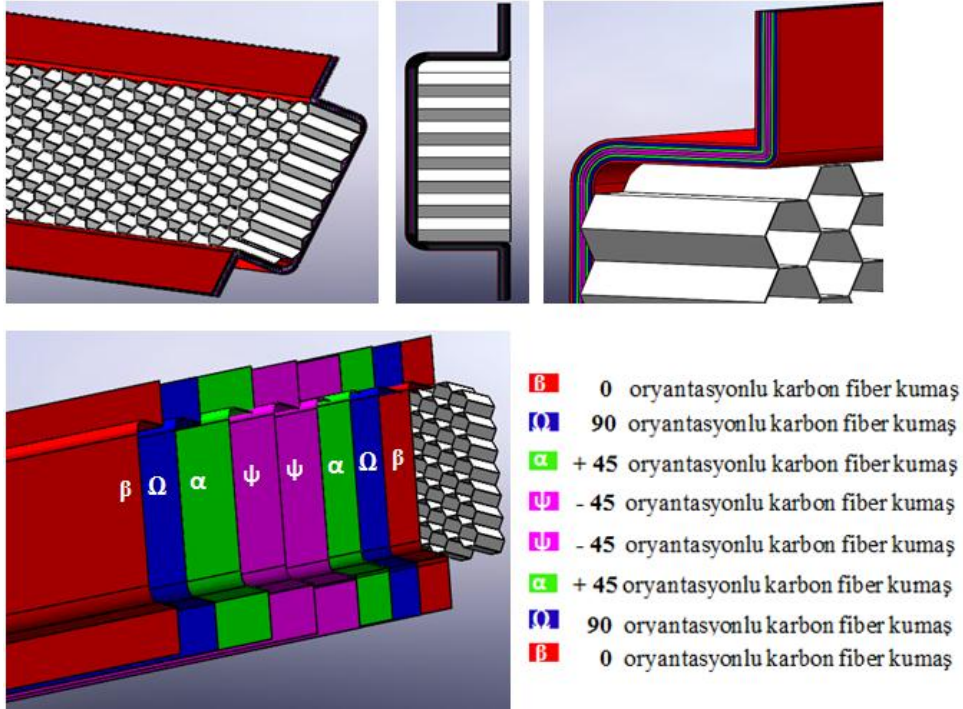 β Ω α ψ ψ α Ω β
β 0 oryantasyonlu karbon fiber kumaş
Ω 90 oryantasyonlu karbon fiber kumaş
α + 45 oryantasyonlu karbon fiber kumaş
ψ - 45 oryantasyonlu karbon fiber kumaş
ψ - 45 oryantasyonlu karbon fiber kumaş
α + 45 oryantasyonlu karbon fiber kumaş
Ω 90 oryantasyonlu karbon fiber kumaş
β 0 oryantasyonlu karbon fiber kumaş